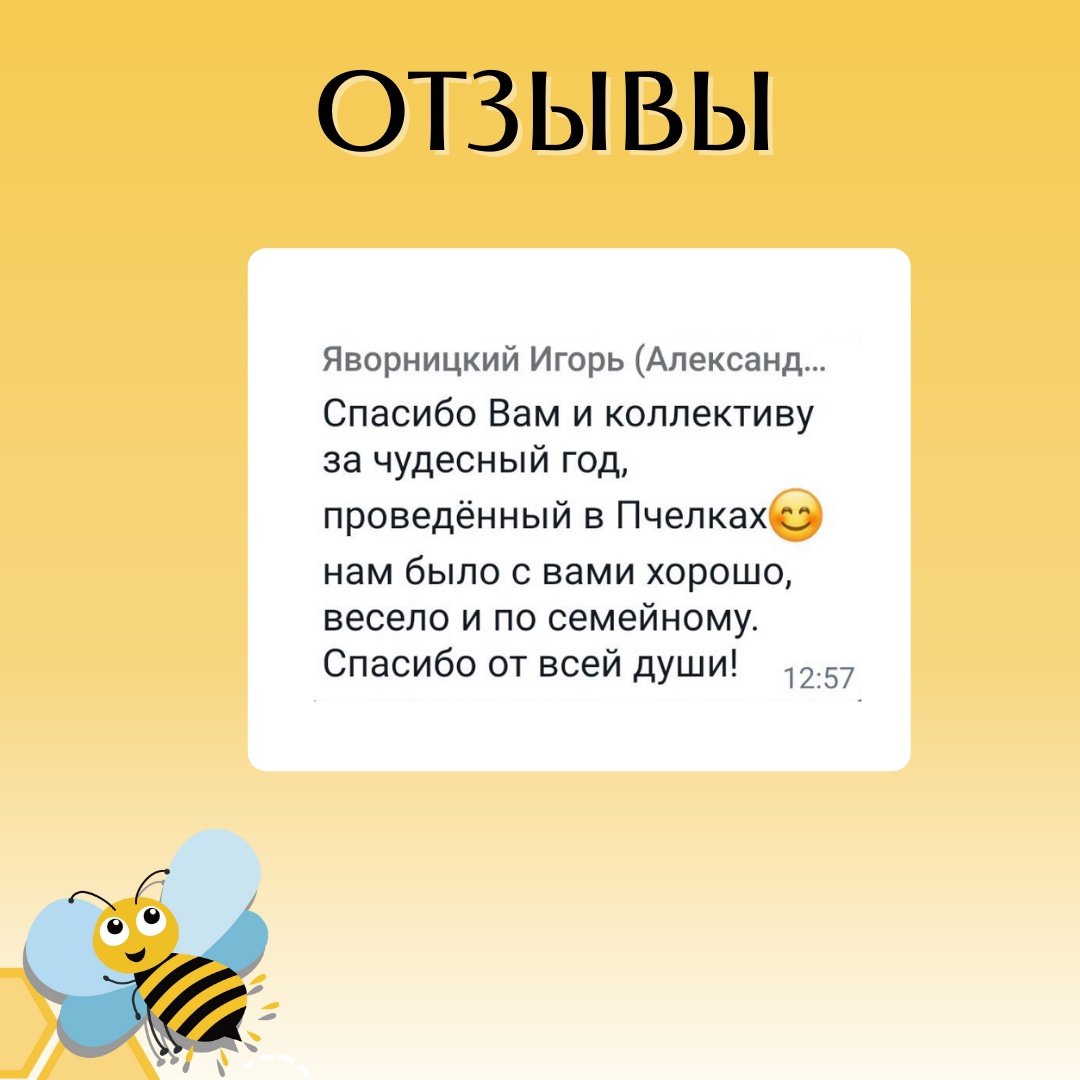 ОТЗЫВЫ
Яворницкий Игорь (Александ...
Спасибо Вам и коллективу
за чудесный год,
проведённый в Пчелках😊
нам было с вами хорошо,
весело и по семейному.
Спасибо от всей души!
12:57